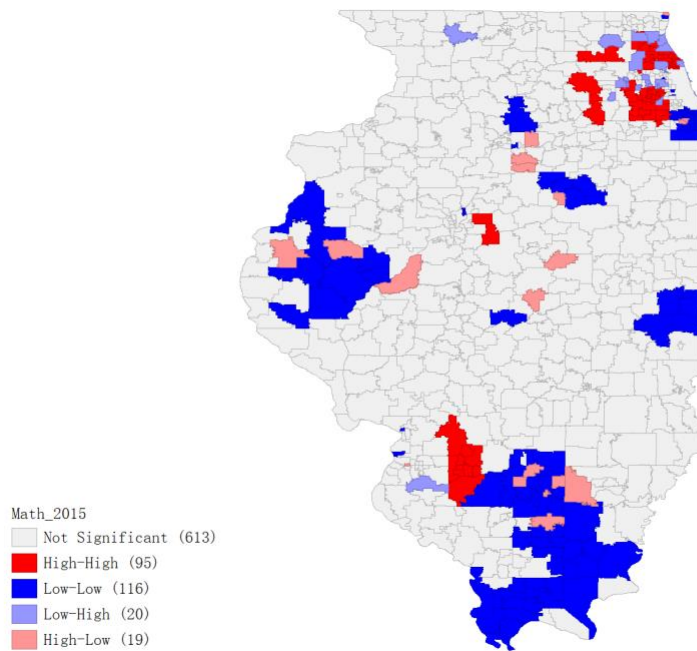 Math_2015
Not Significant (613)
High-High (95)
Low-Low (116)
Low-High (20)
High-Low (19)